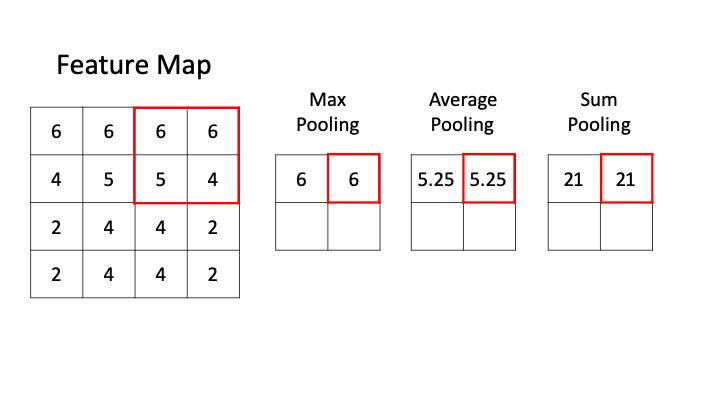 Feature Map
Max
Pooling
Average
Pooling
Sum
Pooling
6 6 6 6
4 5 5 4
2 4 4 2
2 4 4 2
6 6
5.25 5.25
21 21